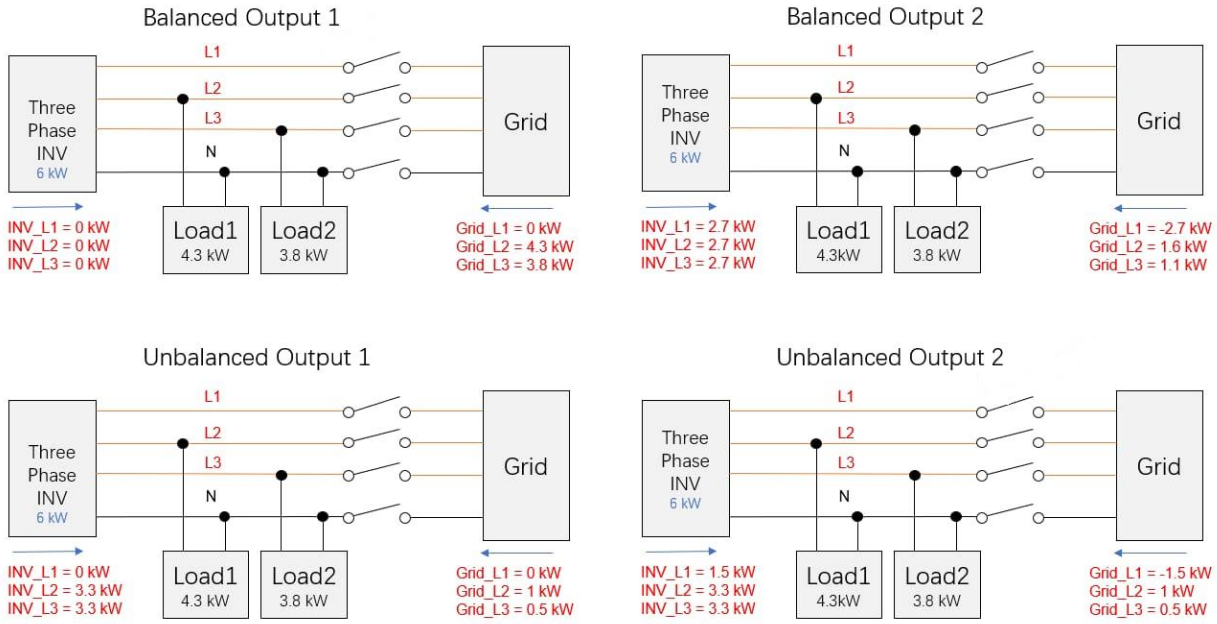 Balanced Output 1
L1
L2
L3
N
Three
Phase
INV
6 kW
Grid
INV_L1 = 0 kW
INV_L2 = 0 kW
INV_L3 = 0 kW
Load1
4.3 kW
Load2
3.8 kW
Grid_L1 = 0 kW
Grid_L2 = 4.3 kW
Grid_L3 = 3.8 kW
Balanced Output 2
L1
L2
L3
N
Three
Phase
INV
6 kW
Grid
INV_L1 = 2.7 kW
INV_L2 = 2.7 kW
INV_L3 = 2.7 kW
Load1
4.3kW
Load2
3.8 kW
Grid_L1 = -2.7 kW
Grid_L2 = 1.6 kW
Grid_L3 = 1.1 kW
Unbalanced Output 1
L1
L2
L3
N
Three
Phase
INV
6 kW
Grid
INV_L1 = 0 kW
INV_L2 = 3.3 kW
INV_L3 = 3.3 kW
Load1
4.3 kW
Load2
3.8 kW
Grid_L1 = 0 kW
Grid_L2 = 1 kW
Grid_L3 = 0.5 kW
Unbalanced Output 2
L1
L2
L3
N
Three
Phase
INV
6 kW
Grid
INV_L1 = 1.5 kW
INV_L2 = 3.3 kW
INV_L3 = 3.3 kW
Load1
4.3kW
Load2
3.8 kW
Grid_L1 = -1.5 kW
Grid_L2 = 1 kW
Grid_L3 = 0.5 kW